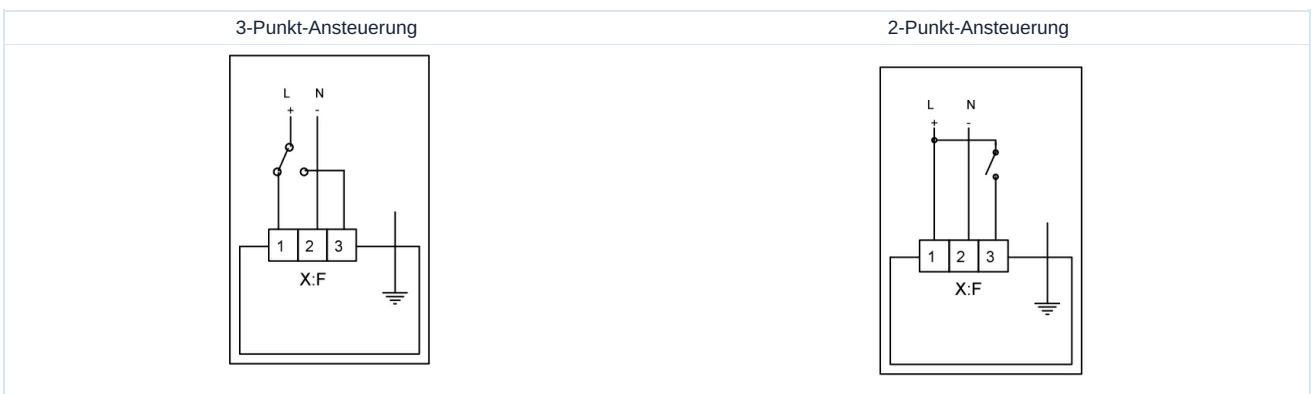 3-Punkt-Ansteuerung
2-Punkt-Ansteuerung
L N
+ -
1 2 3
X:F
L N
+ -
1 2 3
X:F